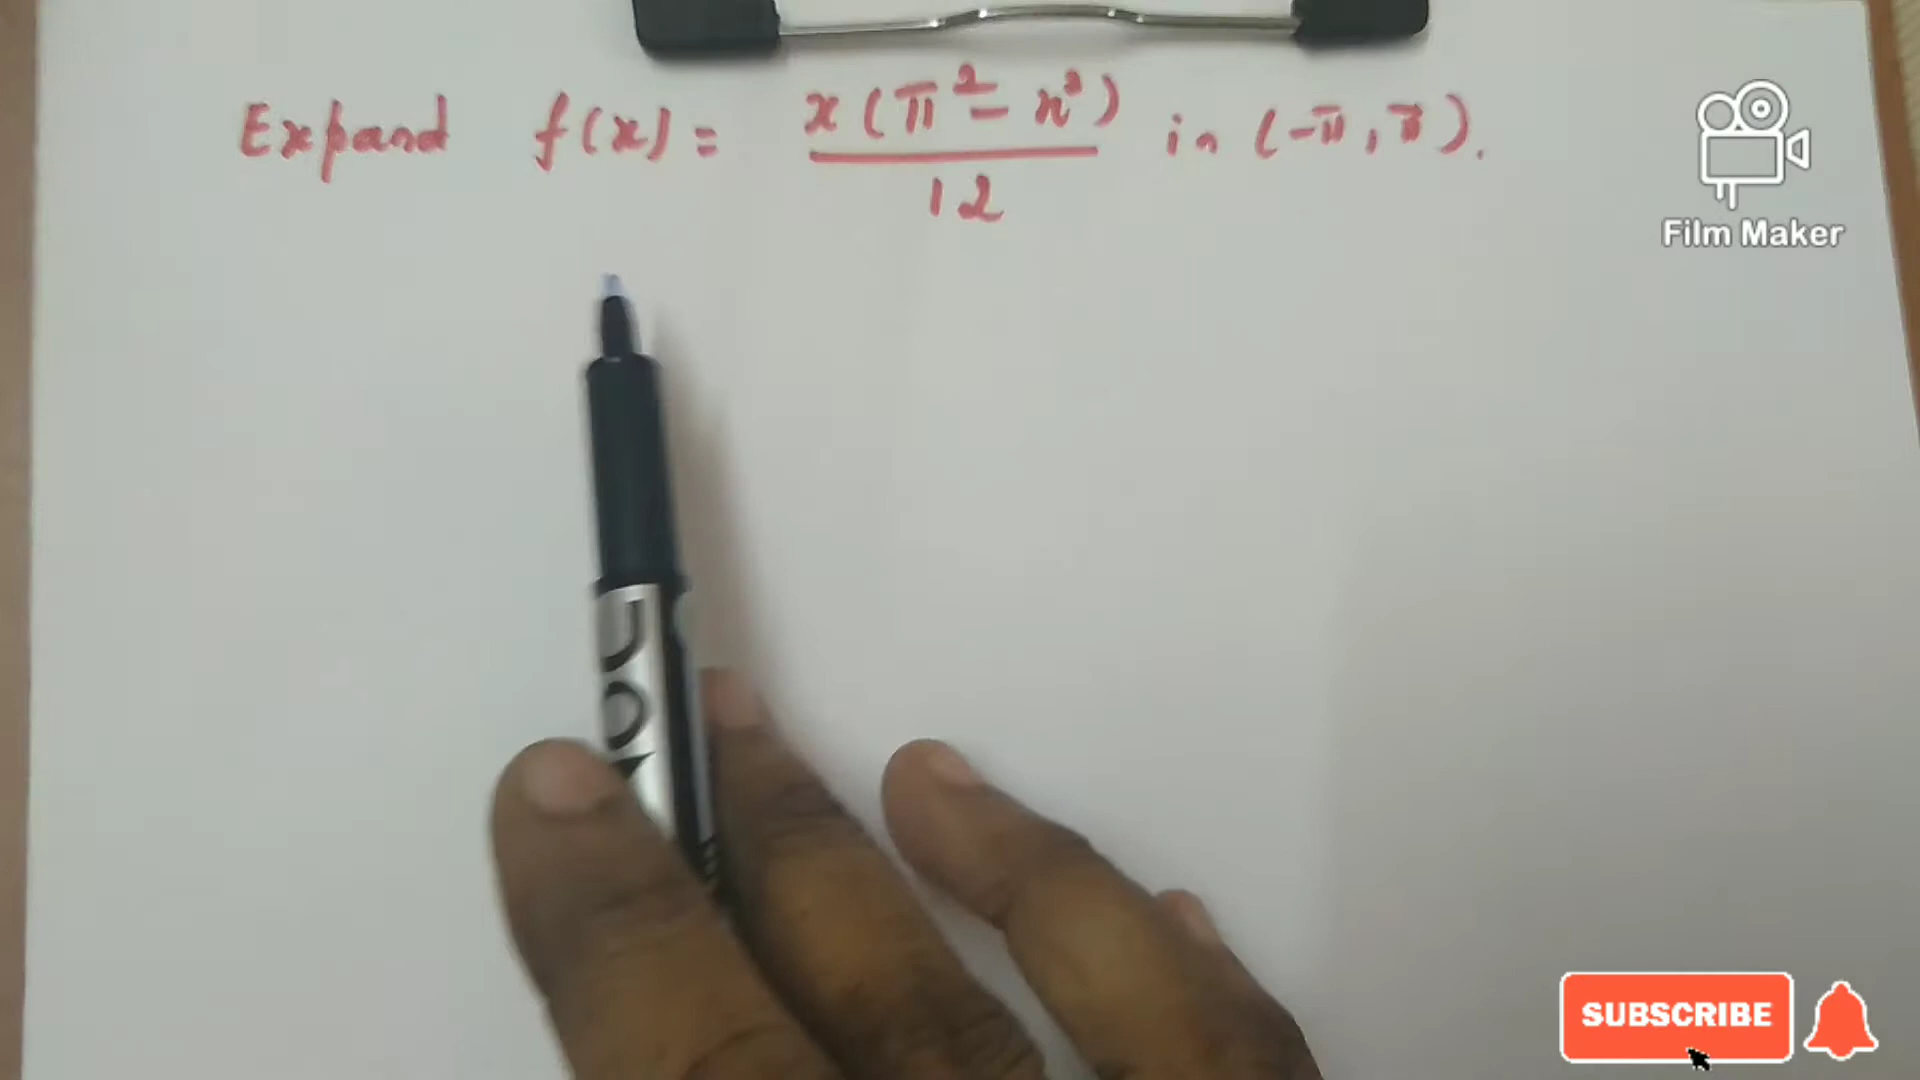 Expand f(x) = x(π² - x²) / 12 in (-π, π).
Film Maker
SUBSCRIBE